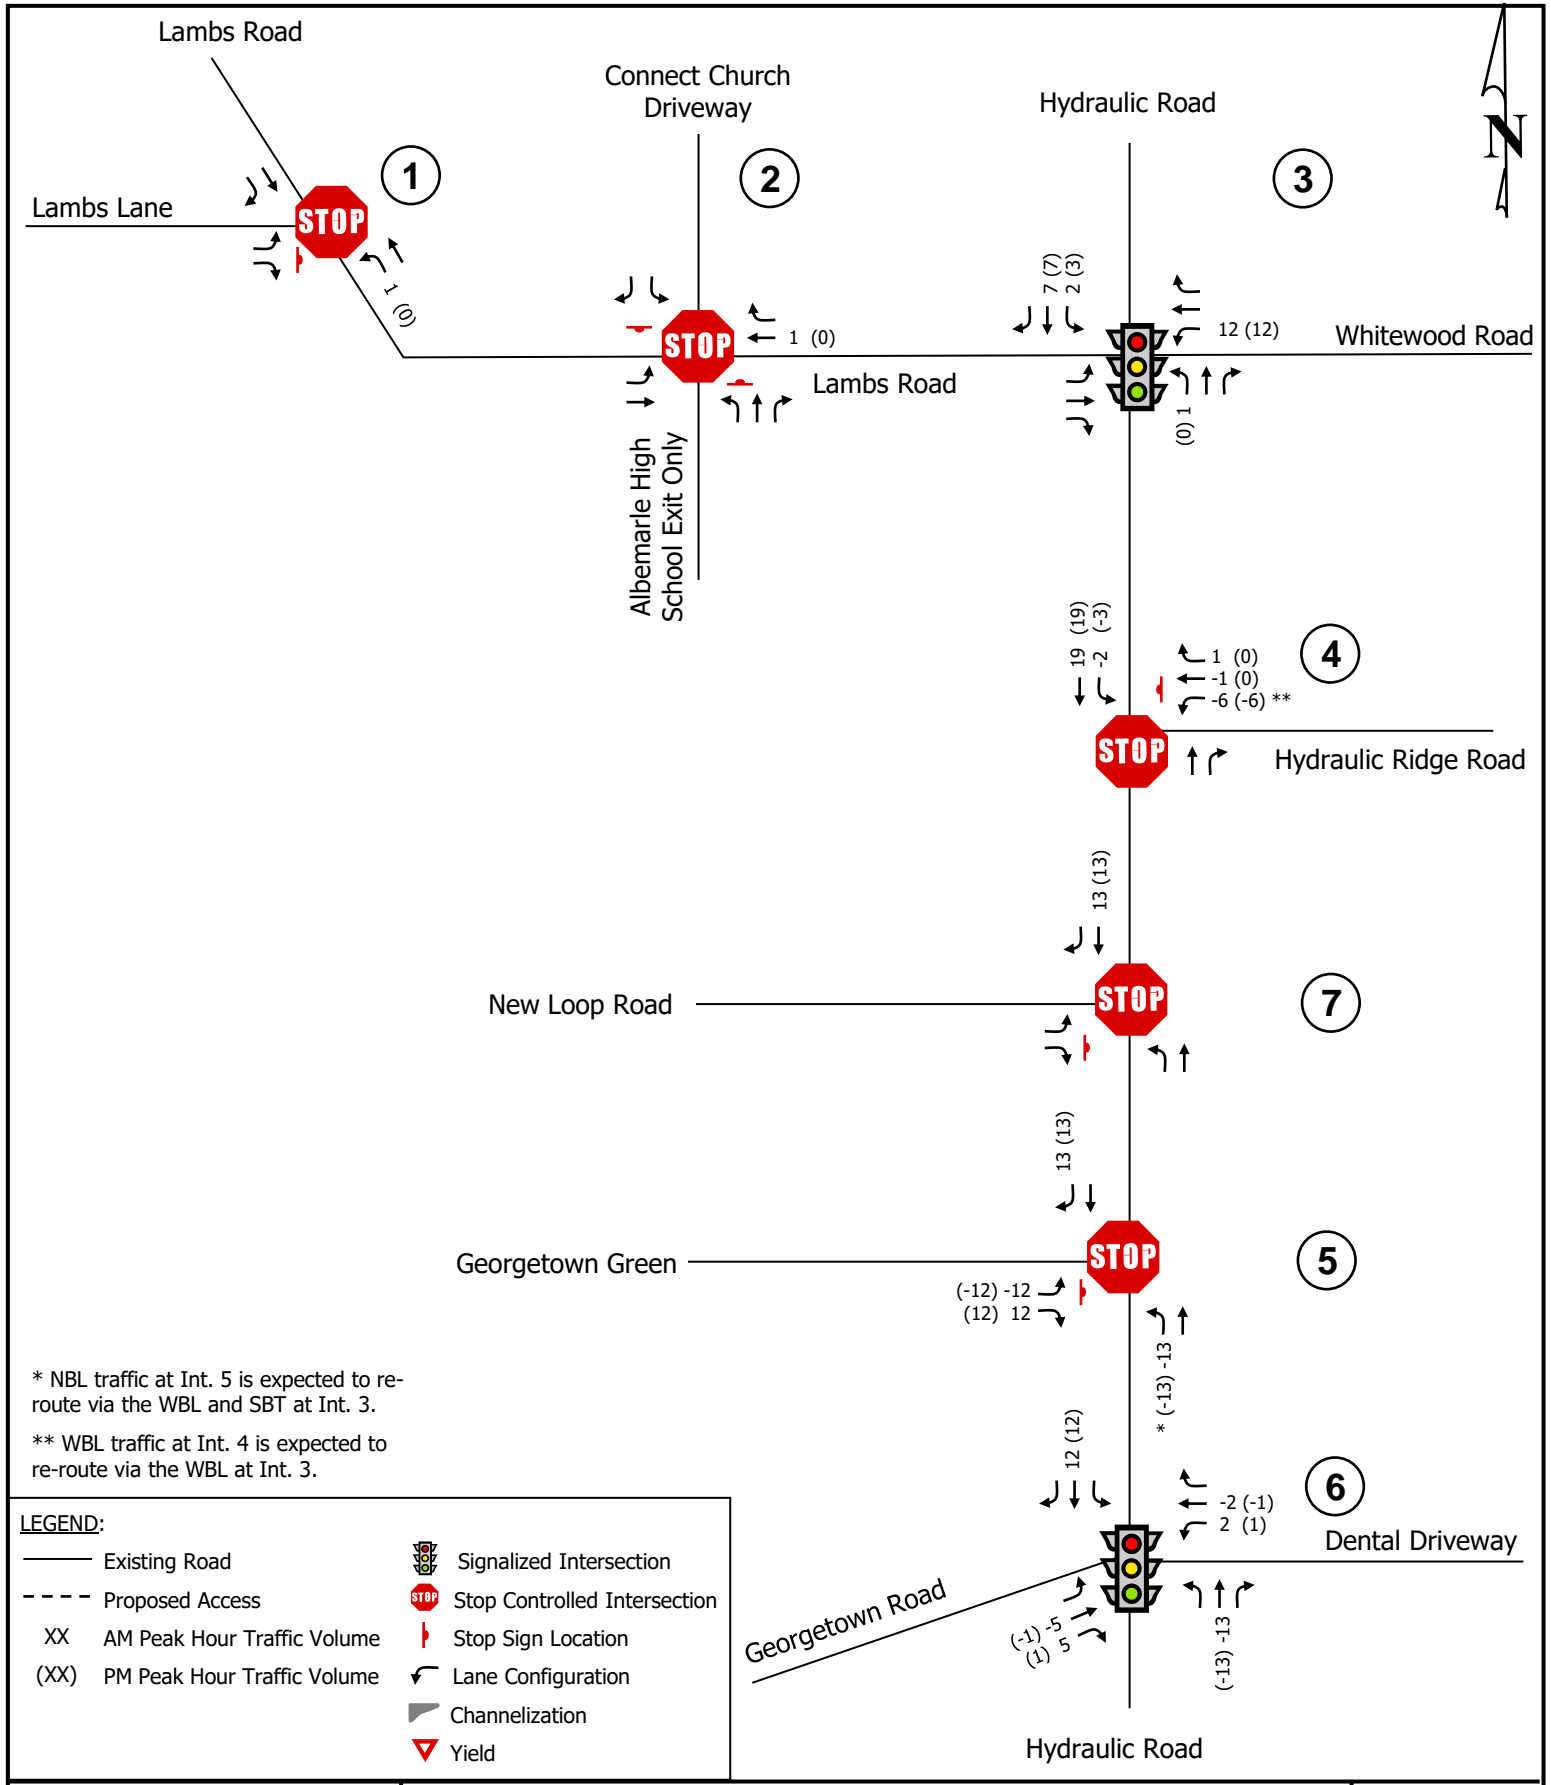 Lambs Road
Connect Church
Driveway
Hydraulic Road
N
1
2
3
Lambs Lane
STOP
1 (0)
STOP
1 (0)
Lambs Road
7 (7)
2 (3)
12 (12)
Whitewood Road
(0) 1
Albemarle High
School Exit Only
19 (19)
-2 (-3)
1 (0)
-1 (0)
-6 (-6) **
4
STOP
Hydraulic Ridge Road
13 (13)
New Loop Road
STOP
7
13 (13)
Georgetown Green
STOP
5
(-12) -12
(12) 12
* (-13) -13
* NBL traffic at Int. 5 is expected to re-
route via the WBL and SBT at Int. 3.
** WBL traffic at Int. 4 is expected to
re-route via the WBL at Int. 3.
12 (12)
6
-2 (-1)
2 (1)
Dental Driveway
Georgetown Road
(-1) -5
(1) 5
(-13) -13
Hydraulic Road
LEGEND:
Existing Road
Proposed Access
XX AM Peak Hour Traffic Volume
(XX) PM Peak Hour Traffic Volume
Signalized Intersection
STOP Stop Controlled Intersection
Stop Sign Location
Lane Configuration
Channelization
Yield